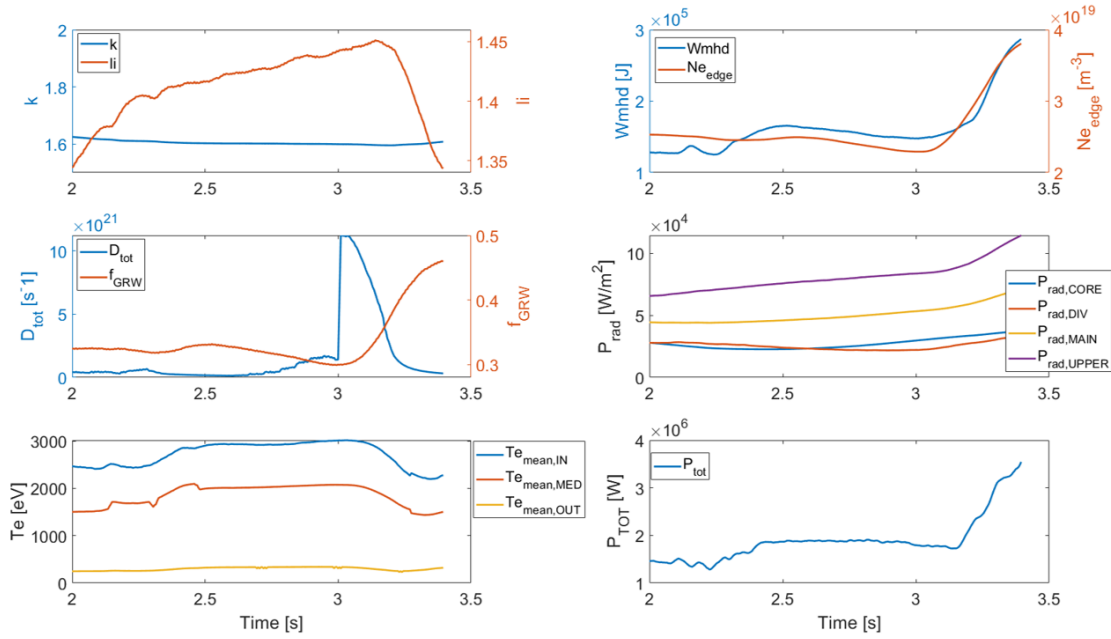 2
1.8
1.6
k
k
li
1.45
1.4
1.35
li
2
2.5
3
3.5
×10^5
3
2
1
Wmhd [J]
Wmhd
Ne_edge
×10^19
4
3
2
Ne_edge [m^-3]
2
2.5
3
3.5
×10^21
10
5
0
D_tot [s^-1]
D_tot
f_GRW
0.5
0.4
0.3
f_GRW
2
2.5
3
3.5
×10^4
10
5
0
P_rad [W/m^2]
P_rad,CORE
P_rad,DIV
P_rad,MAIN
P_rad,UPPER
2
2.5
3
3.5
3000
2000
1000
0
Te [eV]
Te_mean,IN
Te_mean,MED
Te_mean,OUT
2
2.5
3
3.5
Time [s]
×10^6
4
3
2
1
P_TOT [W]
P_tot
2
2.5
3
3.5
Time [s]